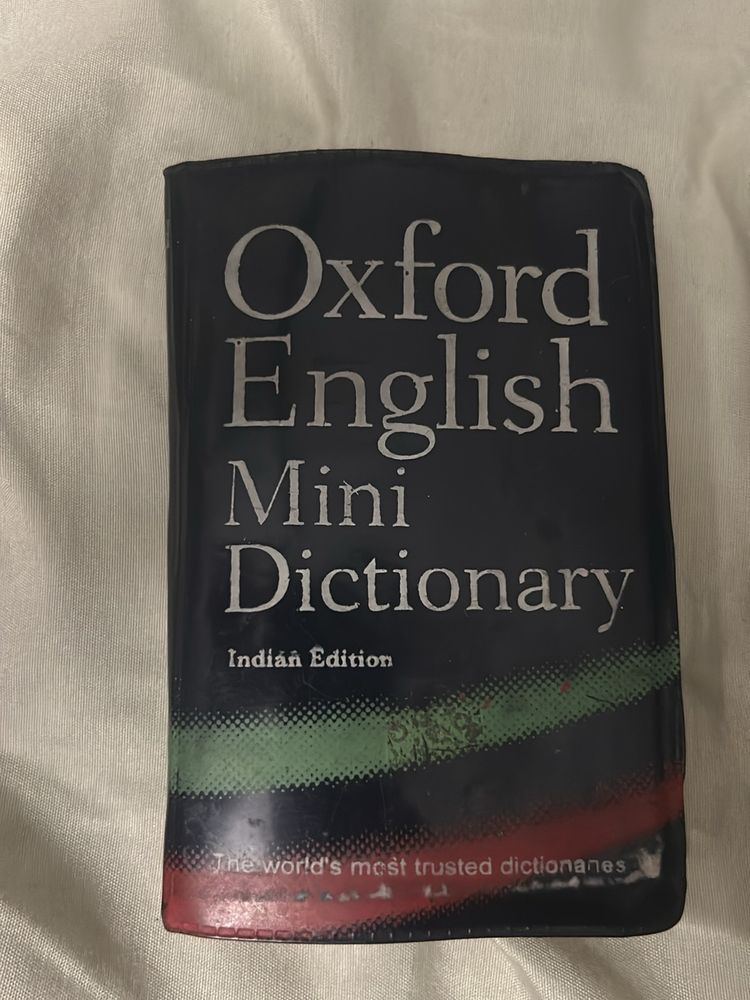 Oxford
English
Mini
Dictionary
Indian Edition
The world's most trusted dictionaries